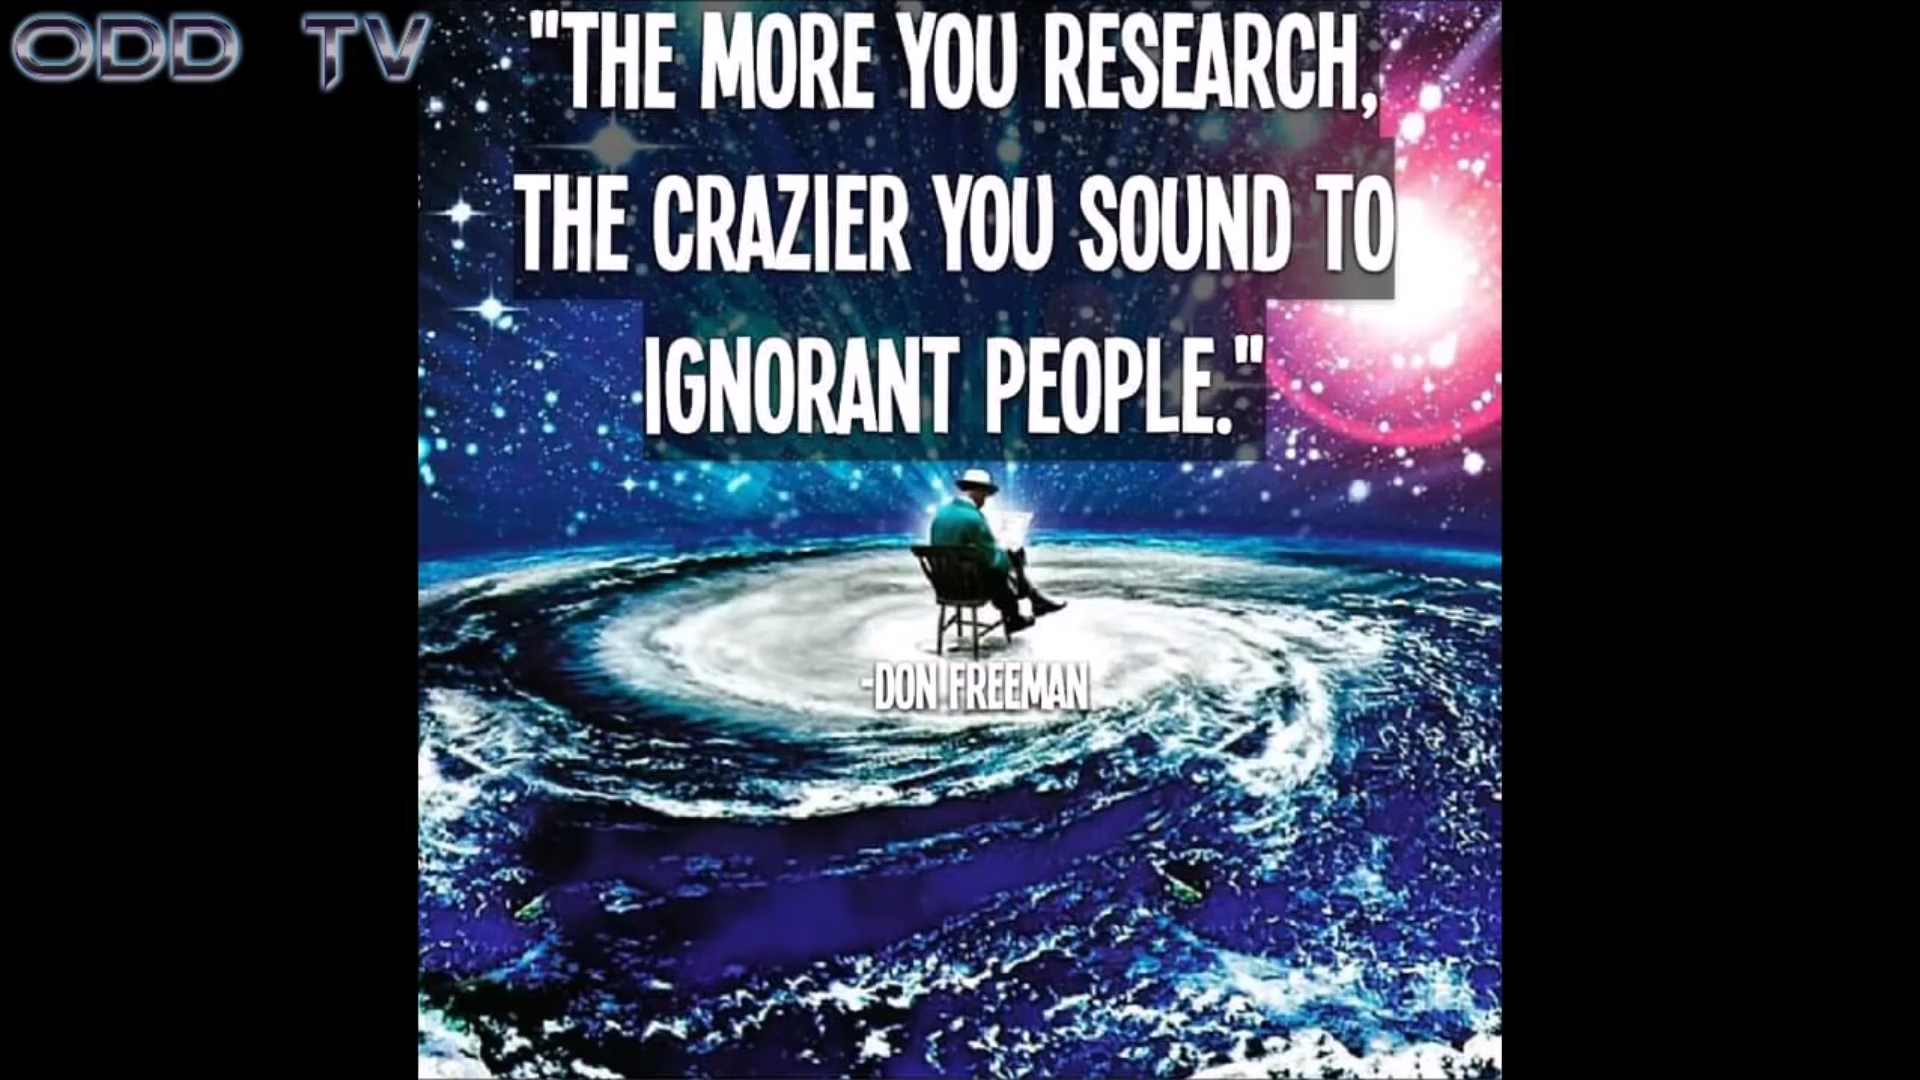 ODD TV
"THE MORE YOU RESEARCH,
THE CRAZIER YOU SOUND TO
IGNORANT PEOPLE."
-DON FREEMAN